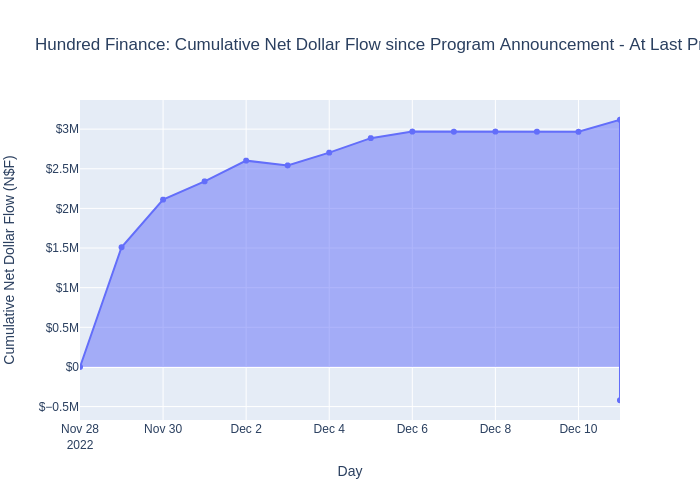 Hundred Finance: Cumulative Net Dollar Flow since Program Announcement - At Last
Cumulative Net Dollar Flow (N$F)
$3M
$2.5M
$2M
$1.5M
$1M
$0.5M
$0
$−0.5M
Nov 28
2022
Nov 30
Dec 2
Dec 4
Dec 6
Dec 8
Dec 10
Day